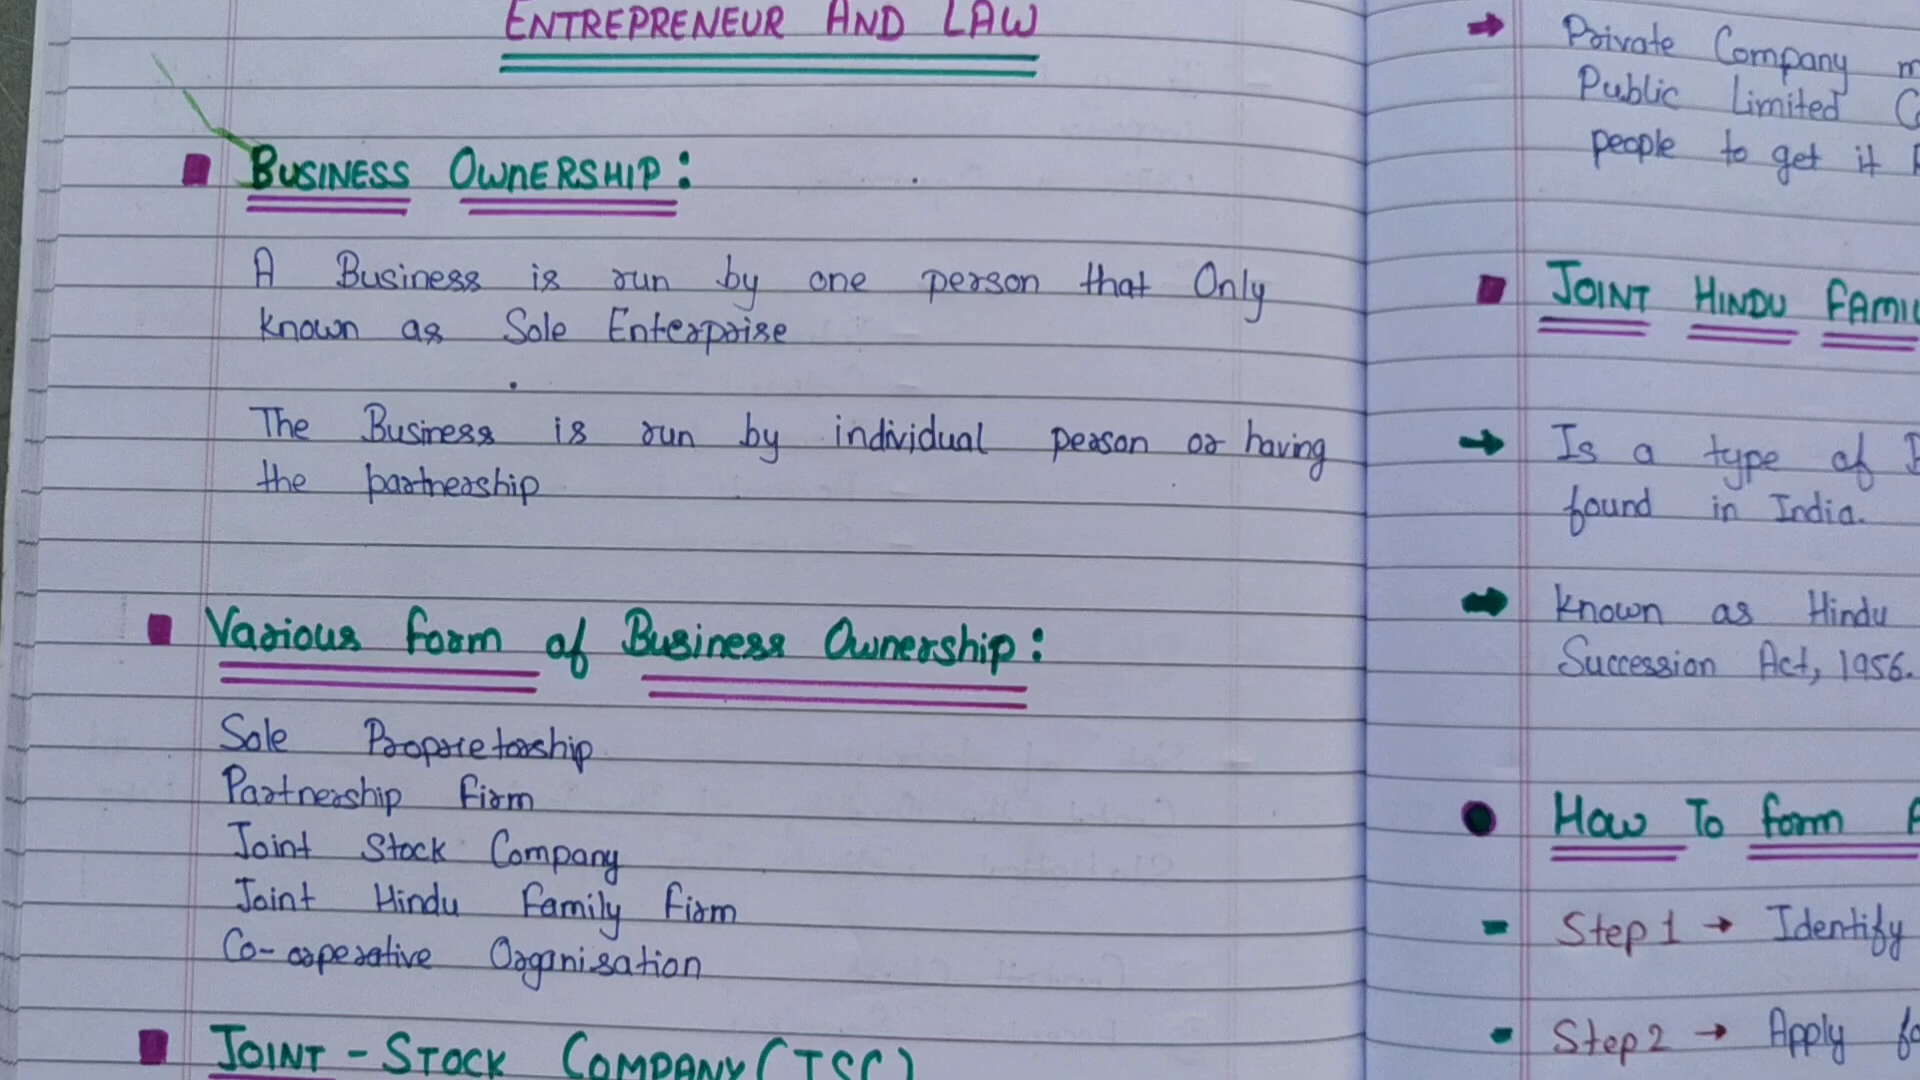 ENTREPRENEUR AND LAW
BUSINESS OWNERSHIP:
A Business is run by one person that Only
known as Sole Enterprise
The Business is run by individual person or having
the partnership
Various form of Business Ownership:
Sole Proprietorship
Partnership firm
Joint Stock Company
Joint Hindu Family firm
Co-operative Organisation
JOINT-STOCK COMPANY (JSC)
Private Company
Public Limited
people to get it
JOINT HINDU
Is a type of
found in India.
known as Hindu
Succession Act, 1956.
How To form
Step 1 → Identify
Step 2 → Apply